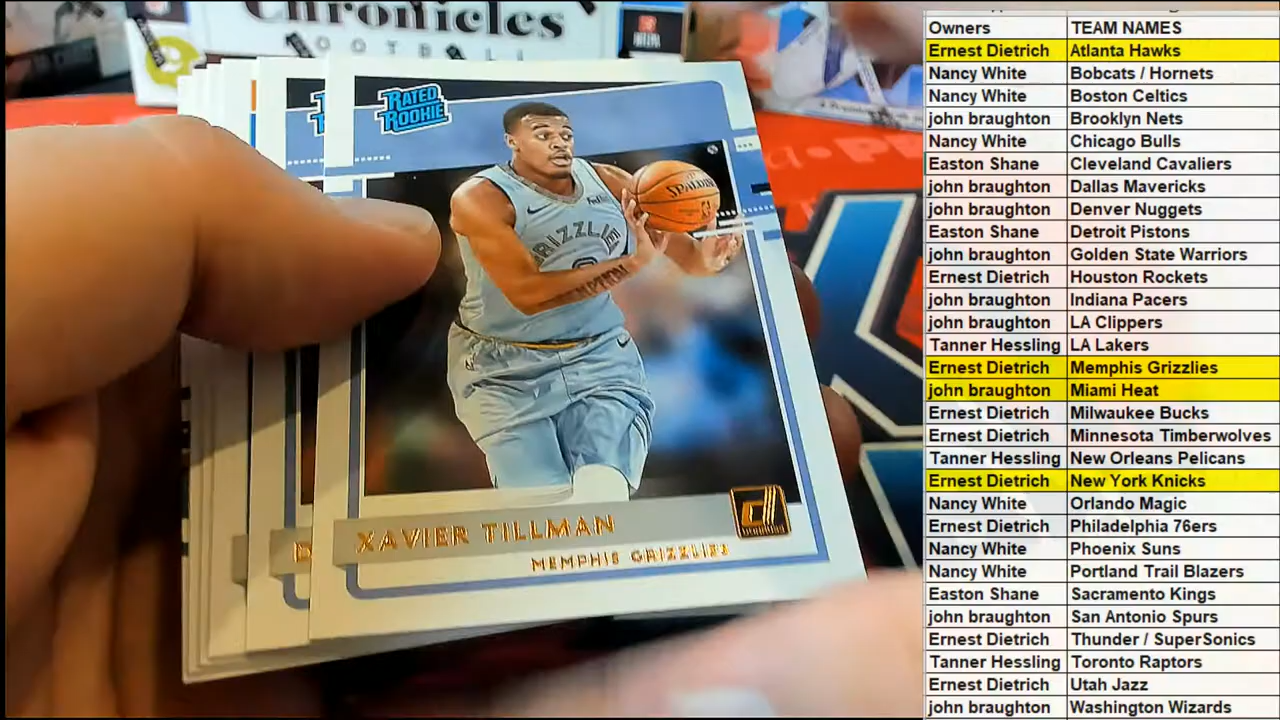 Chronicles
FOOTBALL
RATED
ROOKIE
SPALDING
GRIZZLIE
XAVIER TILLMAN
MEMPHIS GRIZZLIES
DONRUSS
Owners TEAM NAMES
Ernest Dietrich Atlanta Hawks
Nancy White Bobcats / Hornets
Nancy White Boston Celtics
john braughton Brooklyn Nets
Nancy White Chicago Bulls
Easton Shane Cleveland Cavaliers
john braughton Dallas Mavericks
john braughton Denver Nuggets
Easton Shane Detroit Pistons
john braughton Golden State Warriors
Ernest Dietrich Houston Rockets
john braughton Indiana Pacers
john braughton LA Clippers
Tanner Hessling LA Lakers
Ernest Dietrich Memphis Grizzlies
john braughton Miami Heat
Ernest Dietrich Milwaukee Bucks
Ernest Dietrich Minnesota Timberwolves
Tanner Hessling New Orleans Pelicans
Ernest Dietrich New York Knicks
Nancy White Orlando Magic
Ernest Dietrich Philadelphia 76ers
Nancy White Phoenix Suns
Nancy White Portland Trail Blazers
Easton Shane Sacramento Kings
john braughton San Antonio Spurs
Ernest Dietrich Thunder / SuperSonics
Tanner Hessling Toronto Raptors
Ernest Dietrich Utah Jazz
john braughton Washington Wizards